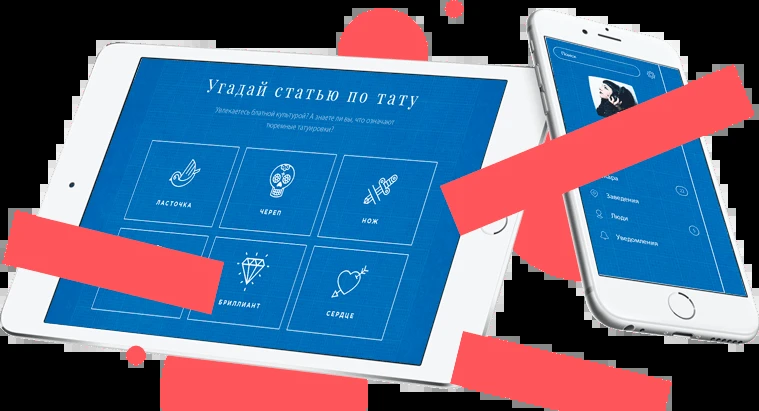 Угадай статью по тату
Увлекаетесь блатной культурой? А знаете ли вы, что означают
тюремные татуировки?
ЛАСТОЧКА
ЧЕРЕП
НОЖ
БРИЛЛИАНТ
СЕРДЦЕ
Поиск
Заведения
Люди
Уведомления